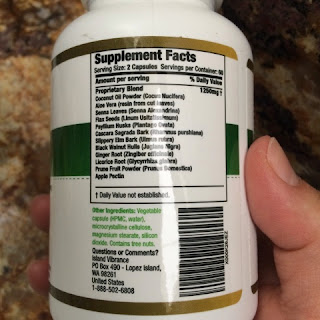 Supplement Facts
Serving Size: 2 Capsules Servings per Container: 60
Amount per serving % Daily Value
Proprietary Blend 1250mg †
Coconut Oil Powder (Cocos Nucifera)
Aloe Vera (resin from cut leaves)
Senna Leaves (Senna Alexandrina)
Flax Seeds (Linum Usitatissimum)
Psyllium Husks (Plantago Ovata)
Cascara Sagrada Bark (Rhamnus purshiana)
Slippery Elm Bark (Ulmus rubra)
Black Walnut Hulls (Juglans Nigra)
Ginger Root (Zingiber officinale)
Licorice Root (Glycyrrhiza glabra)
Prune Fruit Powder (Prunus Domestica)
Apple Pectin
† Daily Value not established.
Other Ingredients: Vegetable
capsule (HPMC, water),
microcrystalline cellulose,
magnesium stearate, silicon
dioxide. Contains tree nuts.
Questions or Comments?
Island Vibrance
PO Box 490 - Lopez Island,
WA 98261
United States
1-888-502-6808